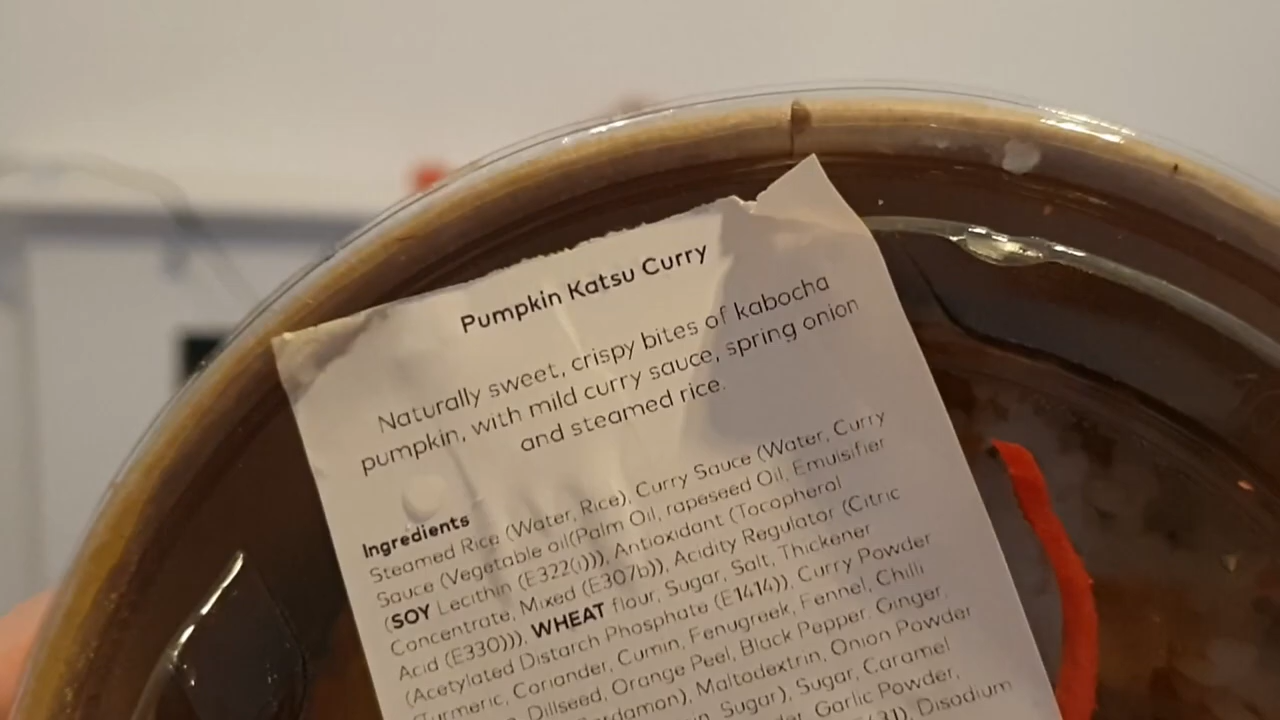 Pumpkin Katsu Curry
Naturally sweet, crispy bites of kabocha
pumpkin, with mild curry sauce, spring onion
and steamed rice.
Ingredients
Steamed Rice (Water, Rice), Curry Sauce (Water, Curry
Sauce (Vegetable oil(Palm Oil, rapeseed Oil, Emulsifier
(SOY Lecithin (E322(i))), Antioxidant (Tocopheral
Concentrate, Mixed (E307b)), Acidity Regulator (Citric
Acid (E330))), WHEAT flour, Sugar, Salt, Thickener
(Acetylated Distarch Phosphate (E1414)), Curry Powder
Turmeric, Coriander, Cumin, Fenugreek, Fennel, Chilli
Dillseed, Orange Peel, Black Pepper, Ginger,
Maltodextrin, Onion Powder
Sugar), Sugar, Caramel
Garlic Powder,
Disodium